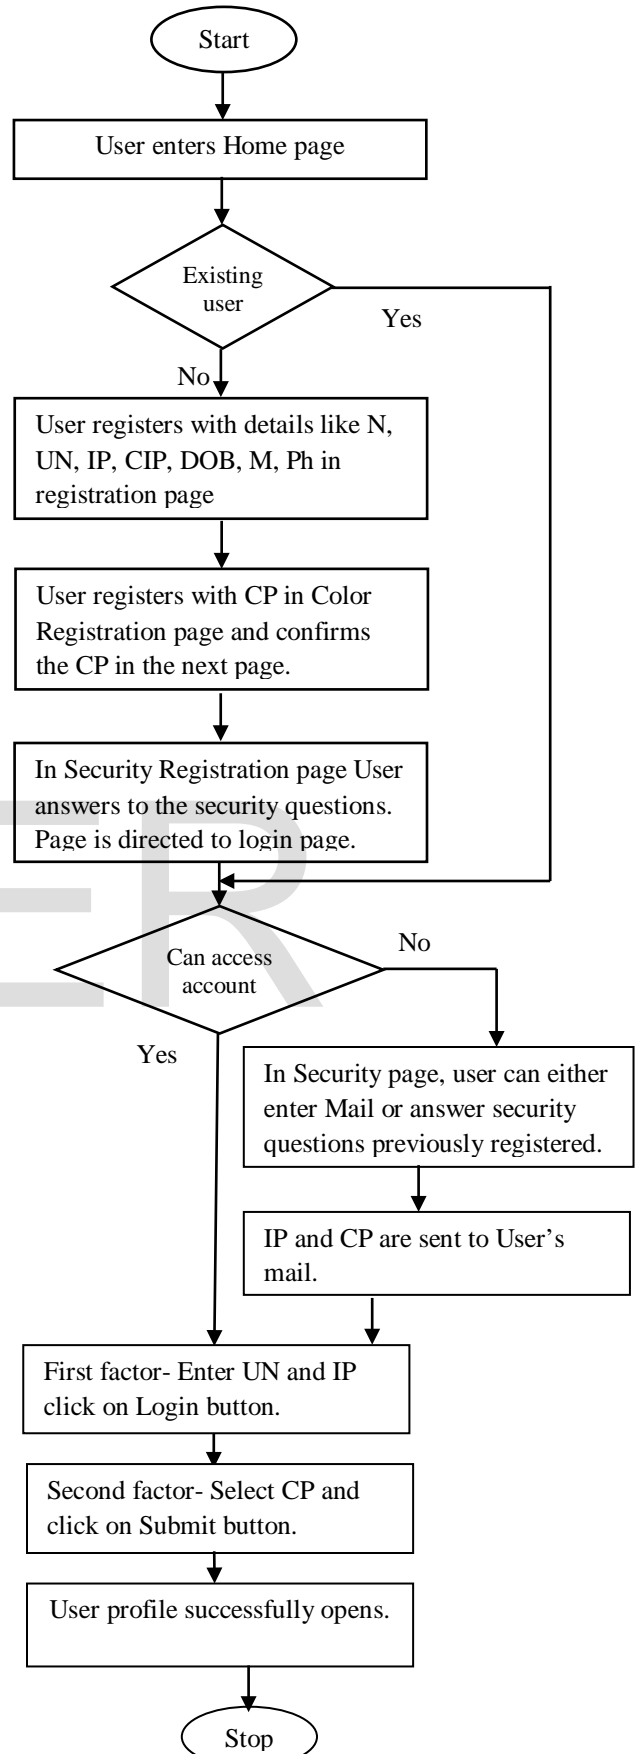 Start
User enters Home page
Existing
user
Yes
No
User registers with details like N,
UN, IP, CIP, DOB, M, Ph in
registration page
User registers with CP in Color
Registration page and confirms
the CP in the next page.
In Security Registration page User
answers to the security questions.
Page is directed to login page.
ER
Can access
account
No
Yes
In Security page, user can either
enter Mail or answer security
questions previously registered.
IP and CP are sent to User’s
mail.
First factor- Enter UN and IP
click on Login button.
Second factor- Select CP and
click on Submit button.
User profile successfully opens.
Stop